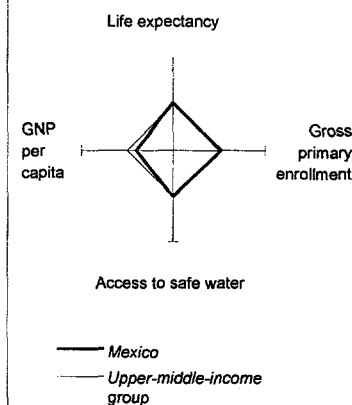 Life expectancy
GNP
per
capita
Gross
primary
enrollment
Access to safe water
Mexico
Upper-middle-income
group